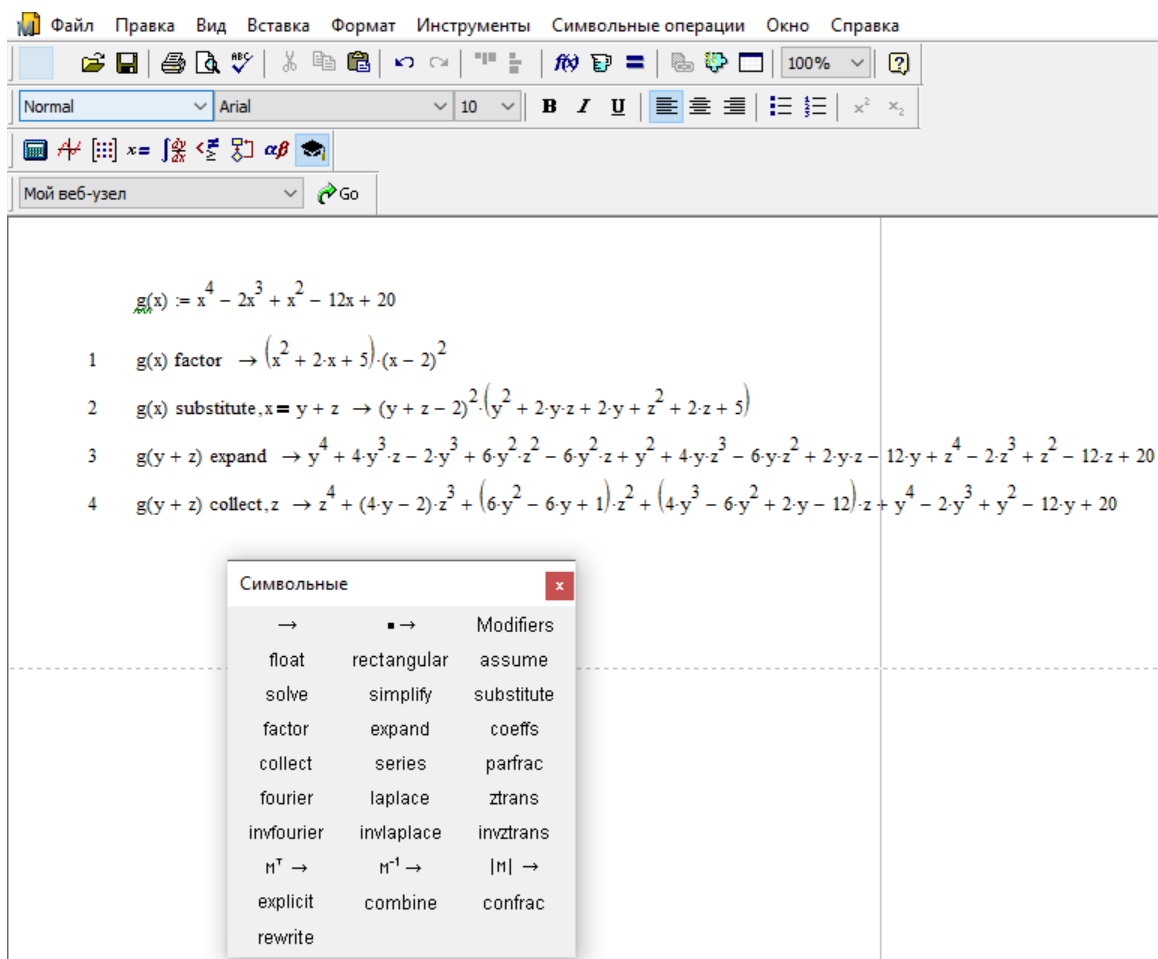 Файл Правка Вид Вставка Формат Инструменты Символьные операции Окно Справка
ABC f(x) 100%
Normal Arial 10 B I U x² x₂
x= ∫dy/dx <≠≥ αβ
Мой веб-узел Go
g(x) := x⁴ − 2x³ + x² − 12x + 20
1 g(x) factor → (x² + 2·x + 5)·(x − 2)²
2 g(x) substitute,x = y + z → (y + z − 2)²·(y² + 2·y·z + 2·y + z² + 2·z + 5)
3 g(y + z) expand → y⁴ + 4·y³·z − 2·y³ + 6·y²·z² − 6·y²·z + y² + 4·y·z³ − 6·y·z² + 2·y·z − 12·y + z⁴ − 2·z³ + z² − 12·z + 20
4 g(y + z) collect,z → z⁴ + (4·y − 2)·z³ + (6·y² − 6·y + 1)·z² + (4·y³ − 6·y² + 2·y − 12)·z + y⁴ − 2·y³ + y² − 12·y + 20
Символьные x
→ ▪ → Modifiers
float rectangular assume
solve simplify substitute
factor expand coeffs
collect series parfrac
fourier laplace ztrans
invfourier invlaplace invztrans
Mᵀ → M⁻¹ → |M| →
explicit combine confrac
rewrite